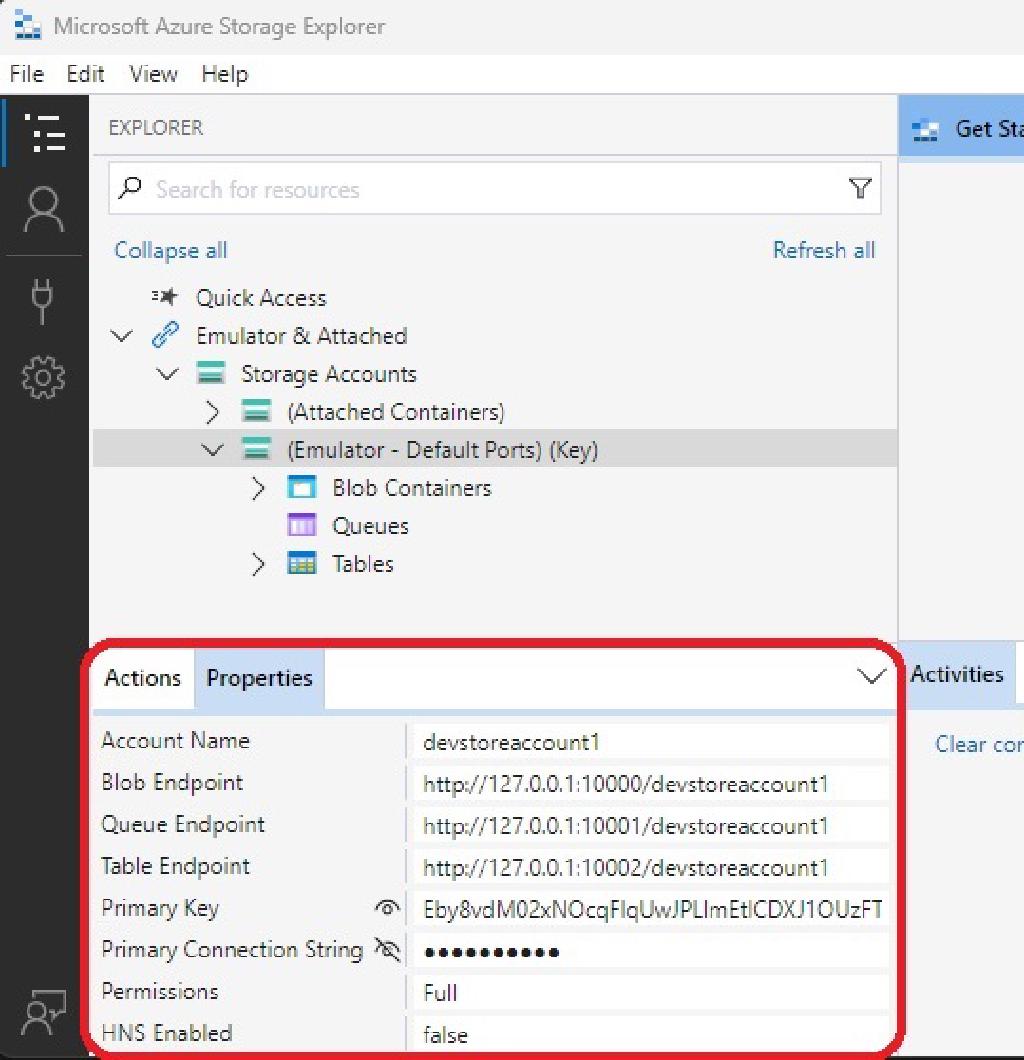 Microsoft Azure Storage Explorer
File Edit View Help
EXPLORER
Get Sta
Search for resources
Collapse all
Refresh all
Quick Access
Emulator & Attached
Storage Accounts
(Attached Containers)
(Emulator - Default Ports) (Key)
Blob Containers
Queues
Tables
Actions Properties
Activities
Clear cor
Account Name devstoreaccount1
Blob Endpoint http://127.0.0.1:10000/devstoreaccount1
Queue Endpoint http://127.0.0.1:10001/devstoreaccount1
Table Endpoint http://127.0.0.1:10002/devstoreaccount1
Primary Key Eby8vdM02xNOcqFlqUwJPLlmEtlCDXJ1OUzFT
Primary Connection String ••••••••••
Permissions Full
HNS Enabled false